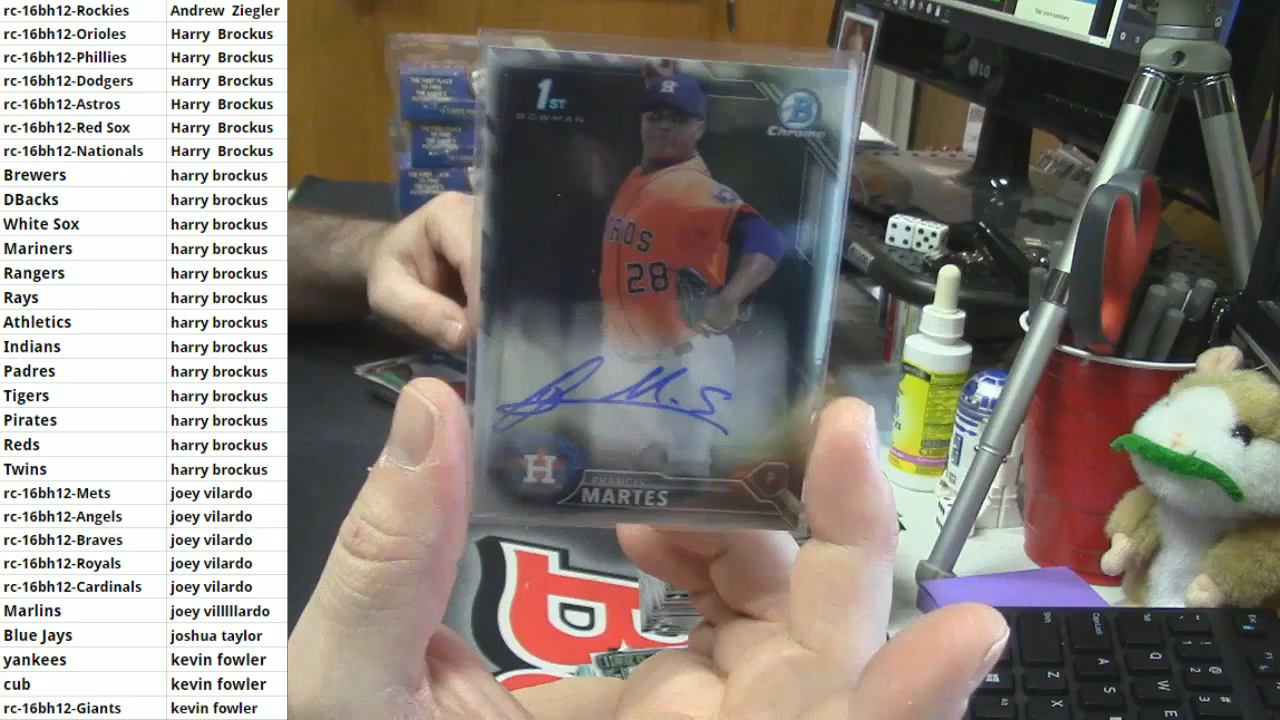 rc-16bh12-Rockies Andrew Ziegler
rc-16bh12-Orioles Harry Brockus
rc-16bh12-Phillies Harry Brockus
rc-16bh12-Dodgers Harry Brockus
rc-16bh12-Astros Harry Brockus
rc-16bh12-Red Sox Harry Brockus
rc-16bh12-Nationals Harry Brockus
Brewers harry brockus
DBacks harry brockus
White Sox harry brockus
Mariners harry brockus
Rangers harry brockus
Rays harry brockus
Athletics harry brockus
Indians harry brockus
Padres harry brockus
Tigers harry brockus
Pirates harry brockus
Reds harry brockus
Twins harry brockus
rc-16bh12-Mets joey vilardo
rc-16bh12-Angels joey vilardo
rc-16bh12-Braves joey vilardo
rc-16bh12-Royals joey vilardo
rc-16bh12-Cardinals joey vilardo
Marlins joey villlllardo
Blue Jays joshua taylor
yankees kevin fowler
cub kevin fowler
rc-16bh12-Giants kevin fowler
1ST
BOWMAN
B
Chrome
H
ROS
28
H
FRANCIS
MARTES
P
LG
THE FIRST PLACE
TO FIND